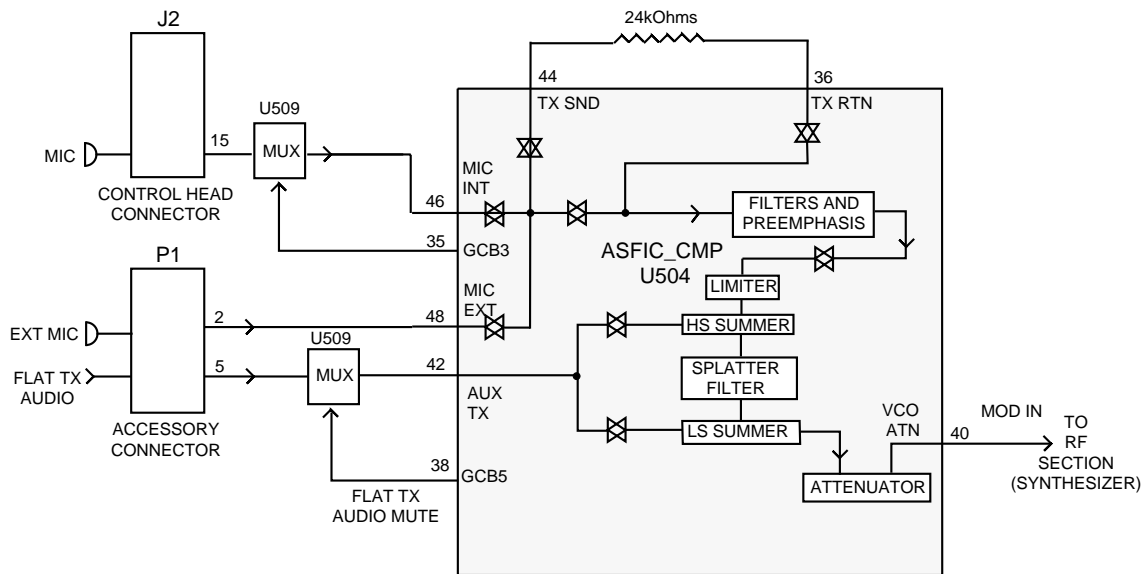 J2
24kOhms
44
36
TX SND
TX RTN
U509
15
MUX
MIC
MIC
INT
CONTROL HEAD
CONNECTOR
46
FILTERS AND
PREEMPHASIS
35
GCB3
ASFIC_CMP
U504
P1
LIMITER
MIC
EXT
2
48
EXT MIC
HS SUMMER
U509
5
MUX
42
FLAT TX
AUDIO
AUX
TX
SPLATTER
FILTER
ACCESSORY
CONNECTOR
LS SUMMER
VCO
ATN
MOD IN
40
TO
RF
SECTION
(SYNTHESIZER)
38
GCB5
FLAT TX
AUDIO MUTE
ATTENUATOR